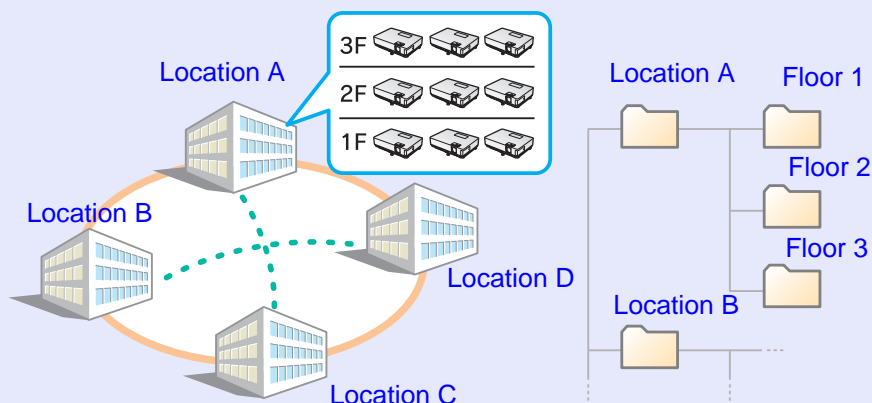 Location A
3F
2F
1F
Location B
Location D
Location C
Location A
Floor 1
Floor 2
Floor 3
Location B